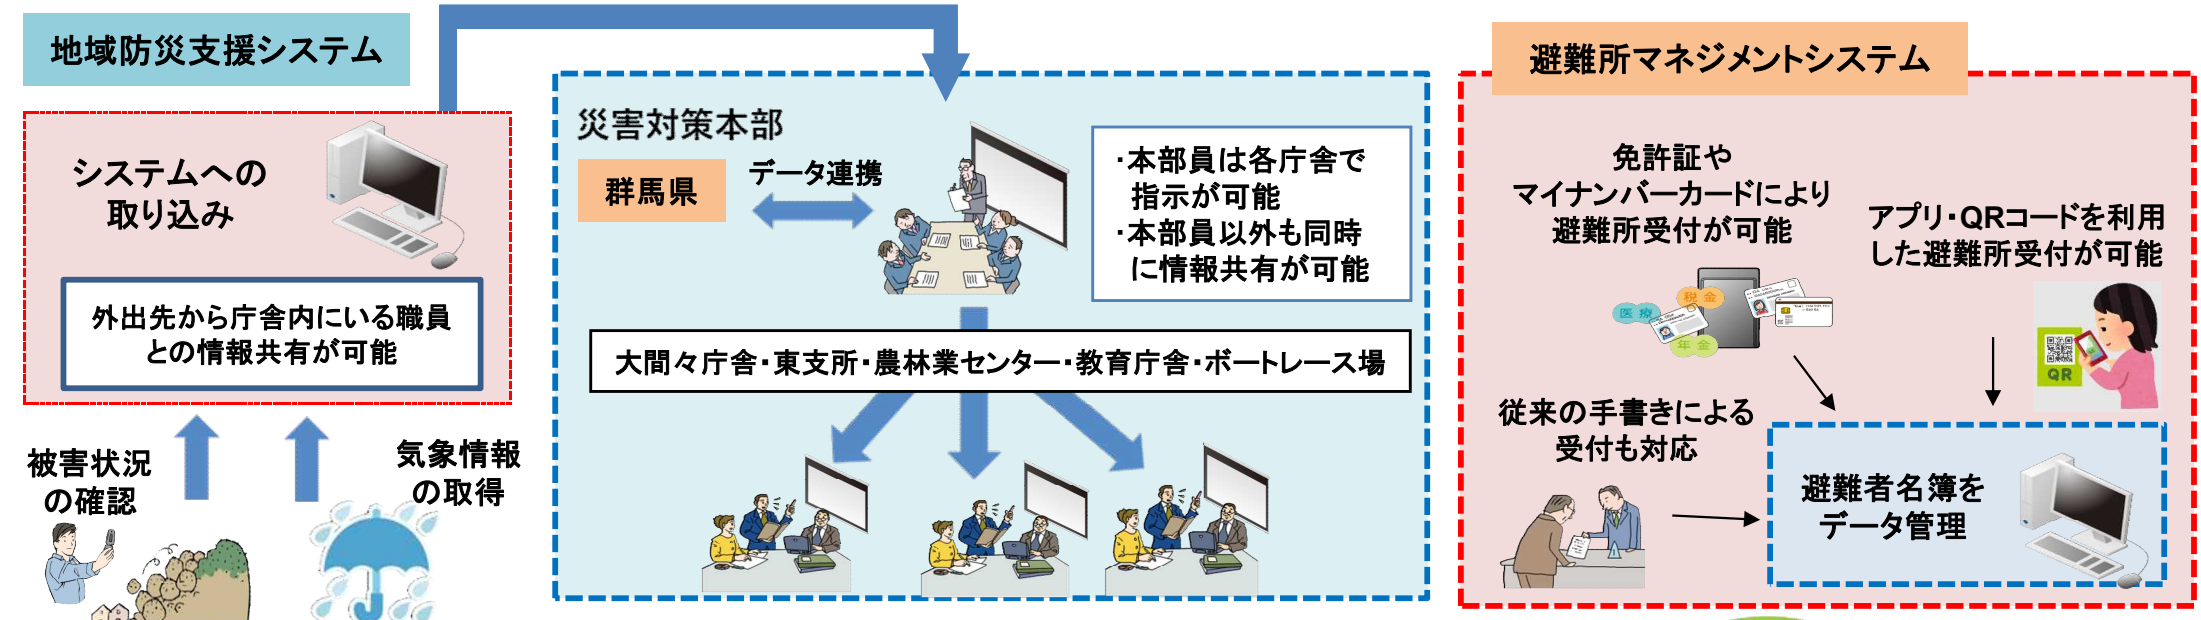 地域防災支援システム
システムへの
取り込み
外出先から庁舎内にいる職員
との情報共有が可能
被害状況
の確認
気象情報
の取得
災害対策本部
群馬県
データ連携
・本部員は各庁舎で
指示が可能
・本部員以外も同時
に情報共有が可能
大間々庁舎・東支所・農林業センター・教育庁舎・ボートレース場
避難所マネジメントシステム
免許証や
マイナンバーカードにより
避難所受付が可能
アプリ・QRコードを利用
した避難所受付が可能
医療
税金
年金
QR
従来の手書きによる
受付も対応
避難者名簿を
データ管理